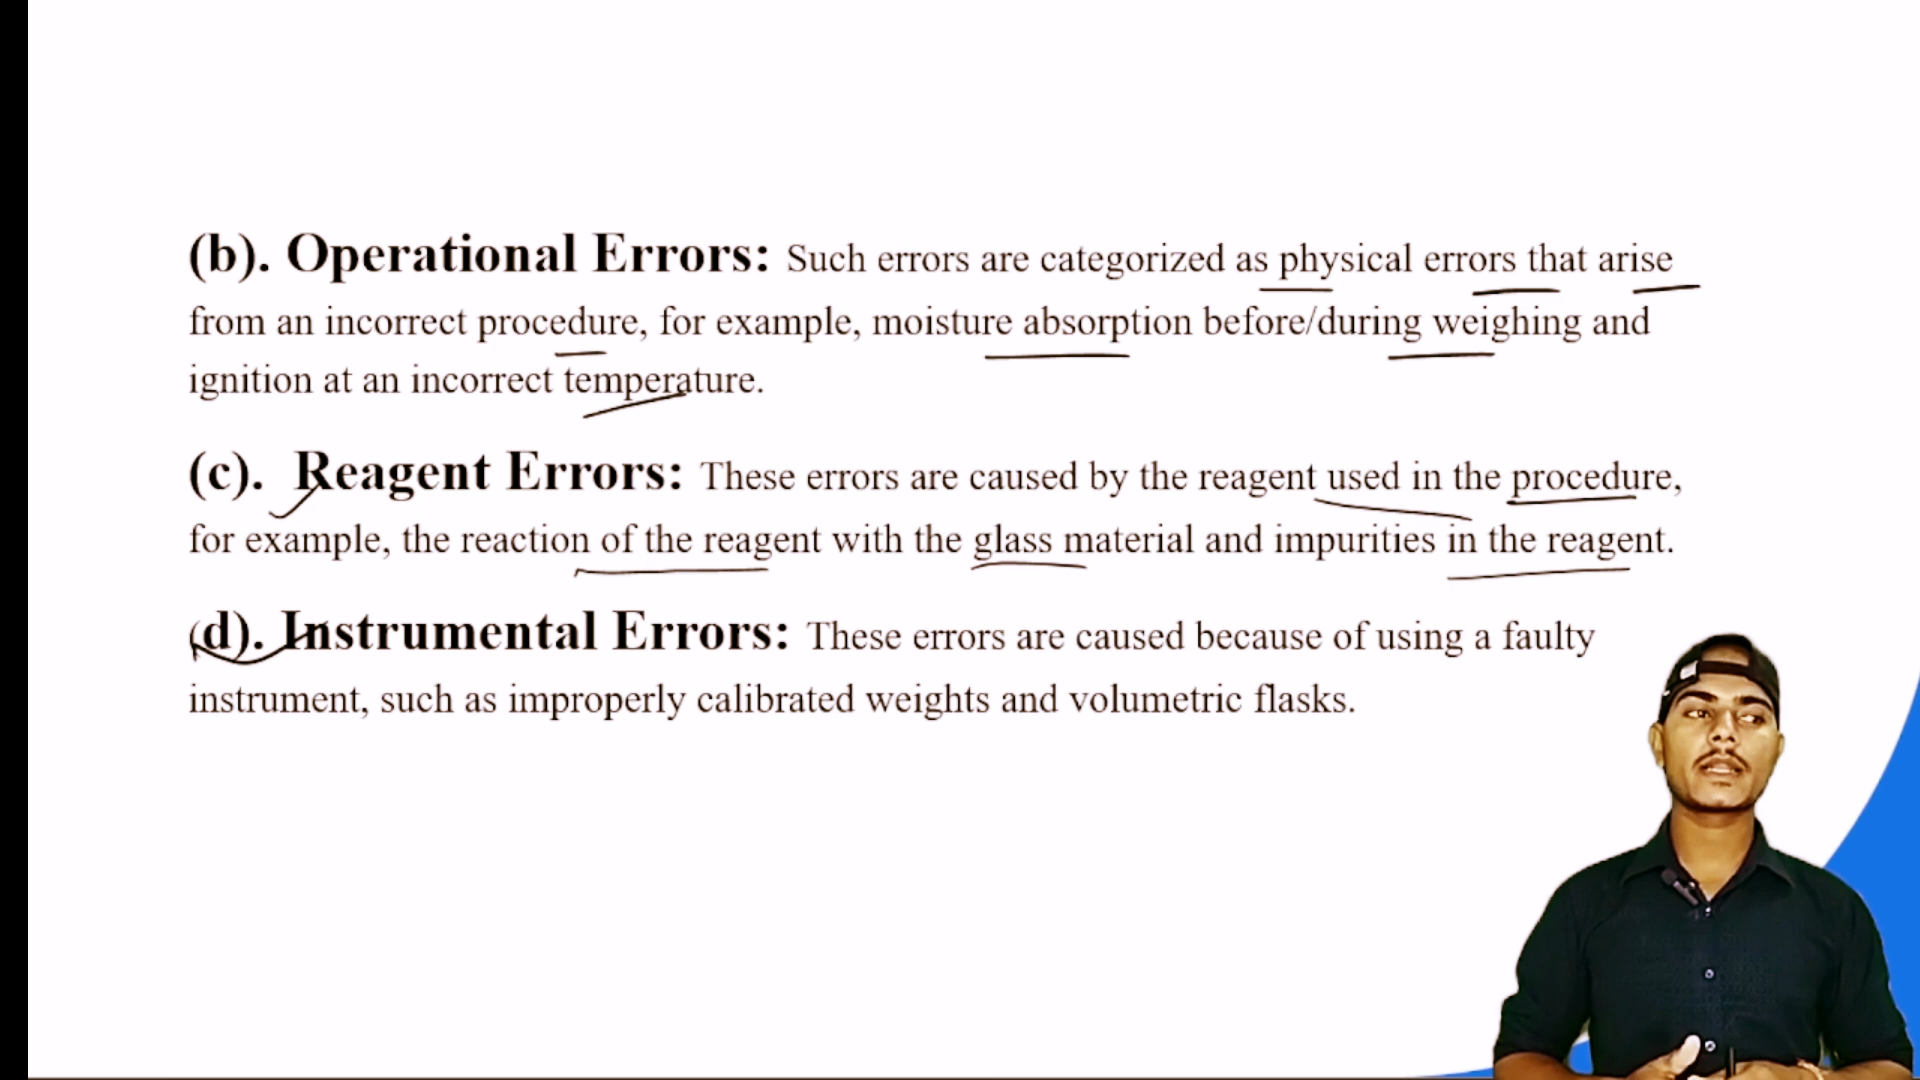 (b). Operational Errors: Such errors are categorized as physical errors that arise
from an incorrect procedure, for example, moisture absorption before/during weighing and
ignition at an incorrect temperature.
(c). Reagent Errors: These errors are caused by the reagent used in the procedure,
for example, the reaction of the reagent with the glass material and impurities in the reagent.
(d). Instrumental Errors: These errors are caused because of using a faulty
instrument, such as improperly calibrated weights and volumetric flasks.